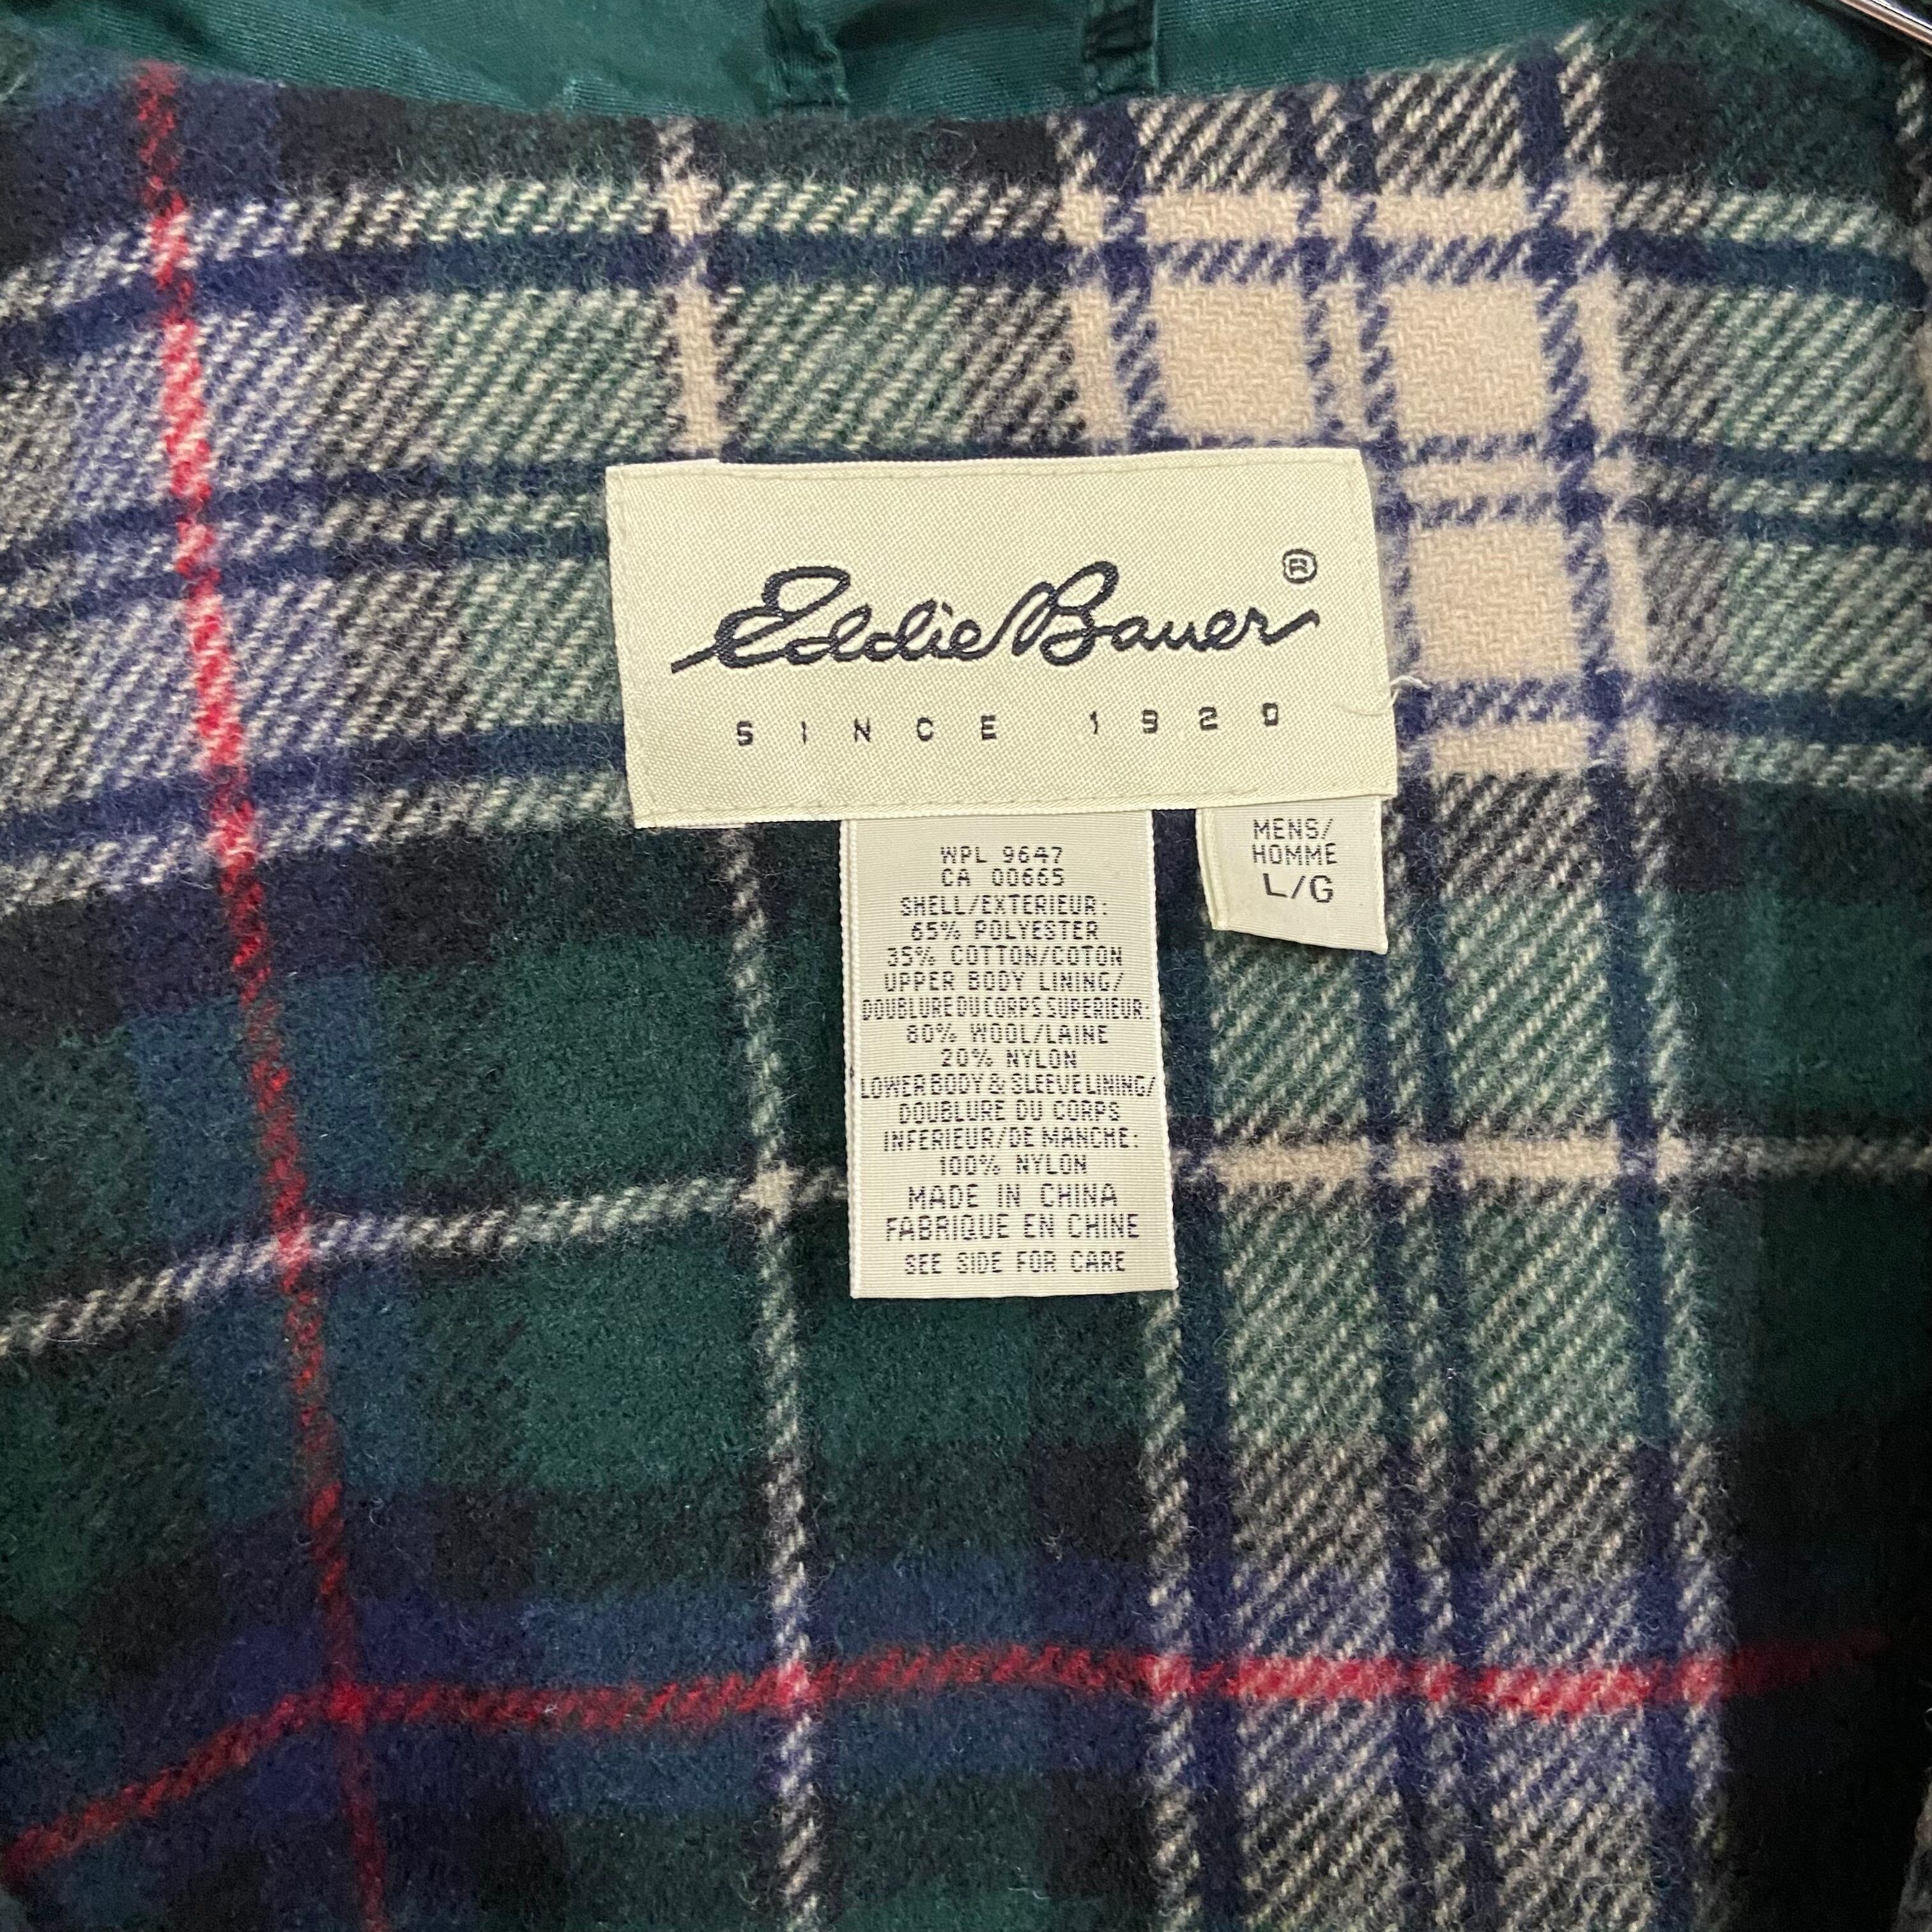 Eddie Bauer®
SINCE 1920
WPL 9647
CA 00665
SHELL/EXTERIEUR:
65% POLYESTER
35% COTTON/COTON
UPPER BODY LINING/
DOUBLURE DU CORPS SUPERIEUR:
80% WOOL/LAINE
20% NYLON
LOWER BODY & SLEEVE LINING/
DOUBLURE DU CORPS
INFERIEUR/DE MANCHE:
100% NYLON
MADE IN CHINA
FABRIQUE EN CHINE
SEE SIDE FOR CARE
MENS/
HOMME
L/G